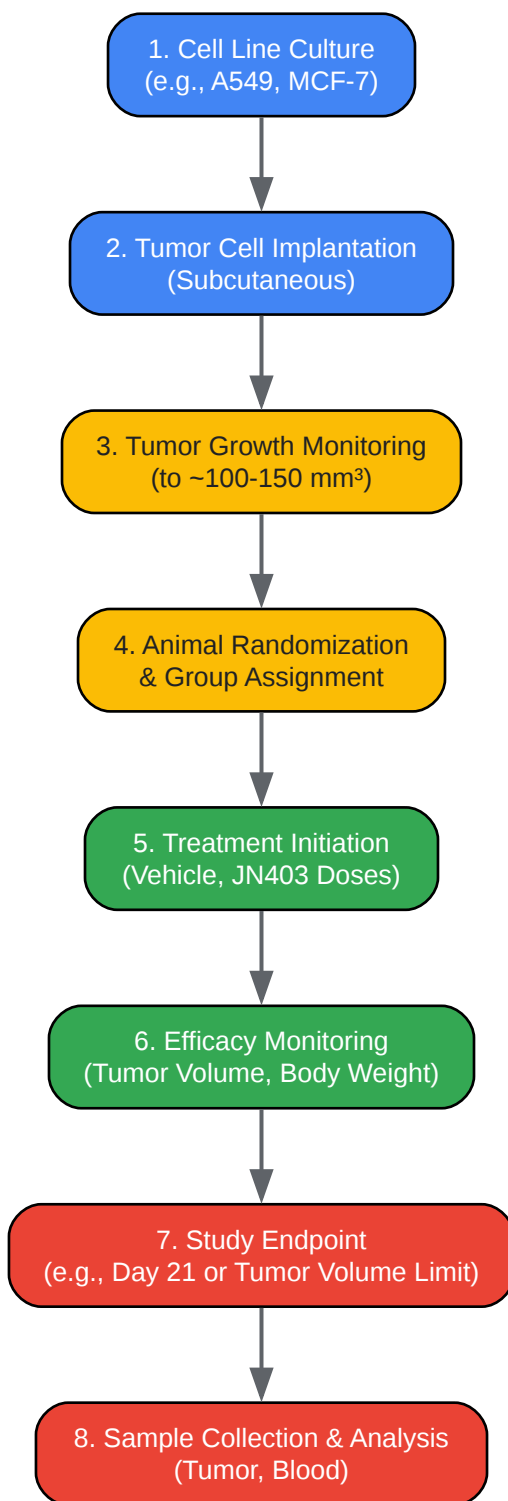 1. Cell Line Culture
(e.g., A549, MCF-7)
2. Tumor Cell Implantation
(Subcutaneous)
3. Tumor Growth Monitoring
(to ~100-150 mm³)
4. Animal Randomization
& Group Assignment
5. Treatment Initiation
(Vehicle, JN403 Doses)
6. Efficacy Monitoring
(Tumor Volume, Body Weight)
7. Study Endpoint
(e.g., Day 21 or Tumor Volume Limit)
8. Sample Collection & Analysis
(Tumor, Blood)